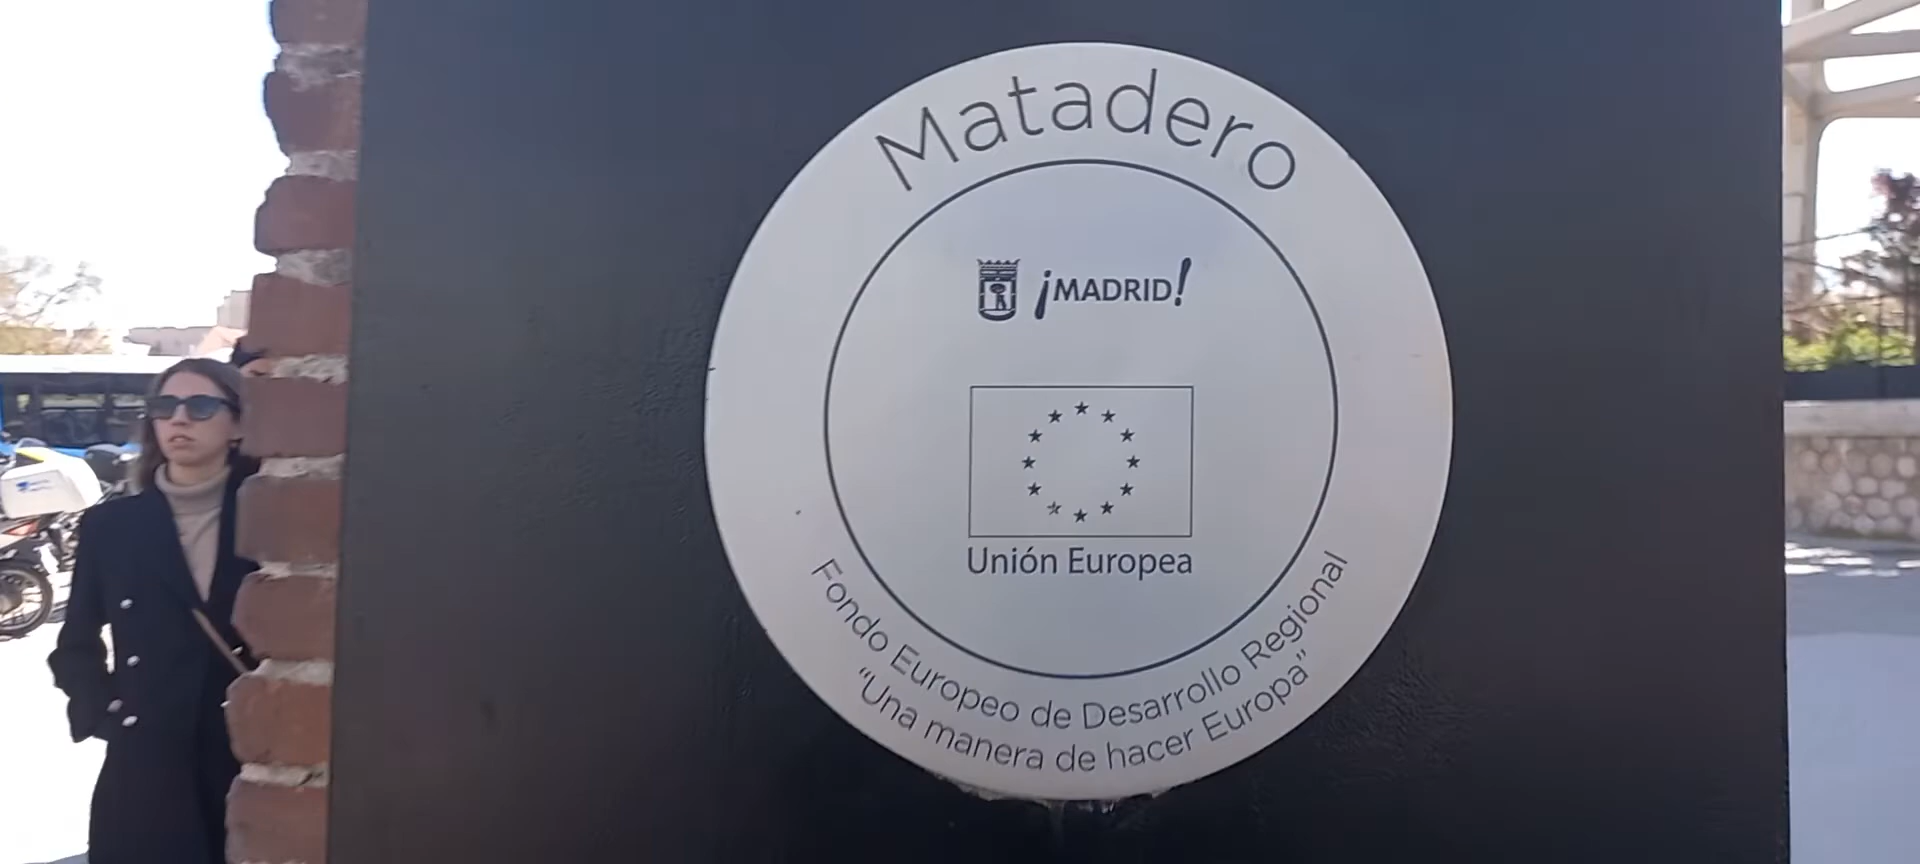 Matadero
¡MADRID!
Unión Europea
Fondo Europeo de Desarrollo Regional
“Una manera de hacer Europa”